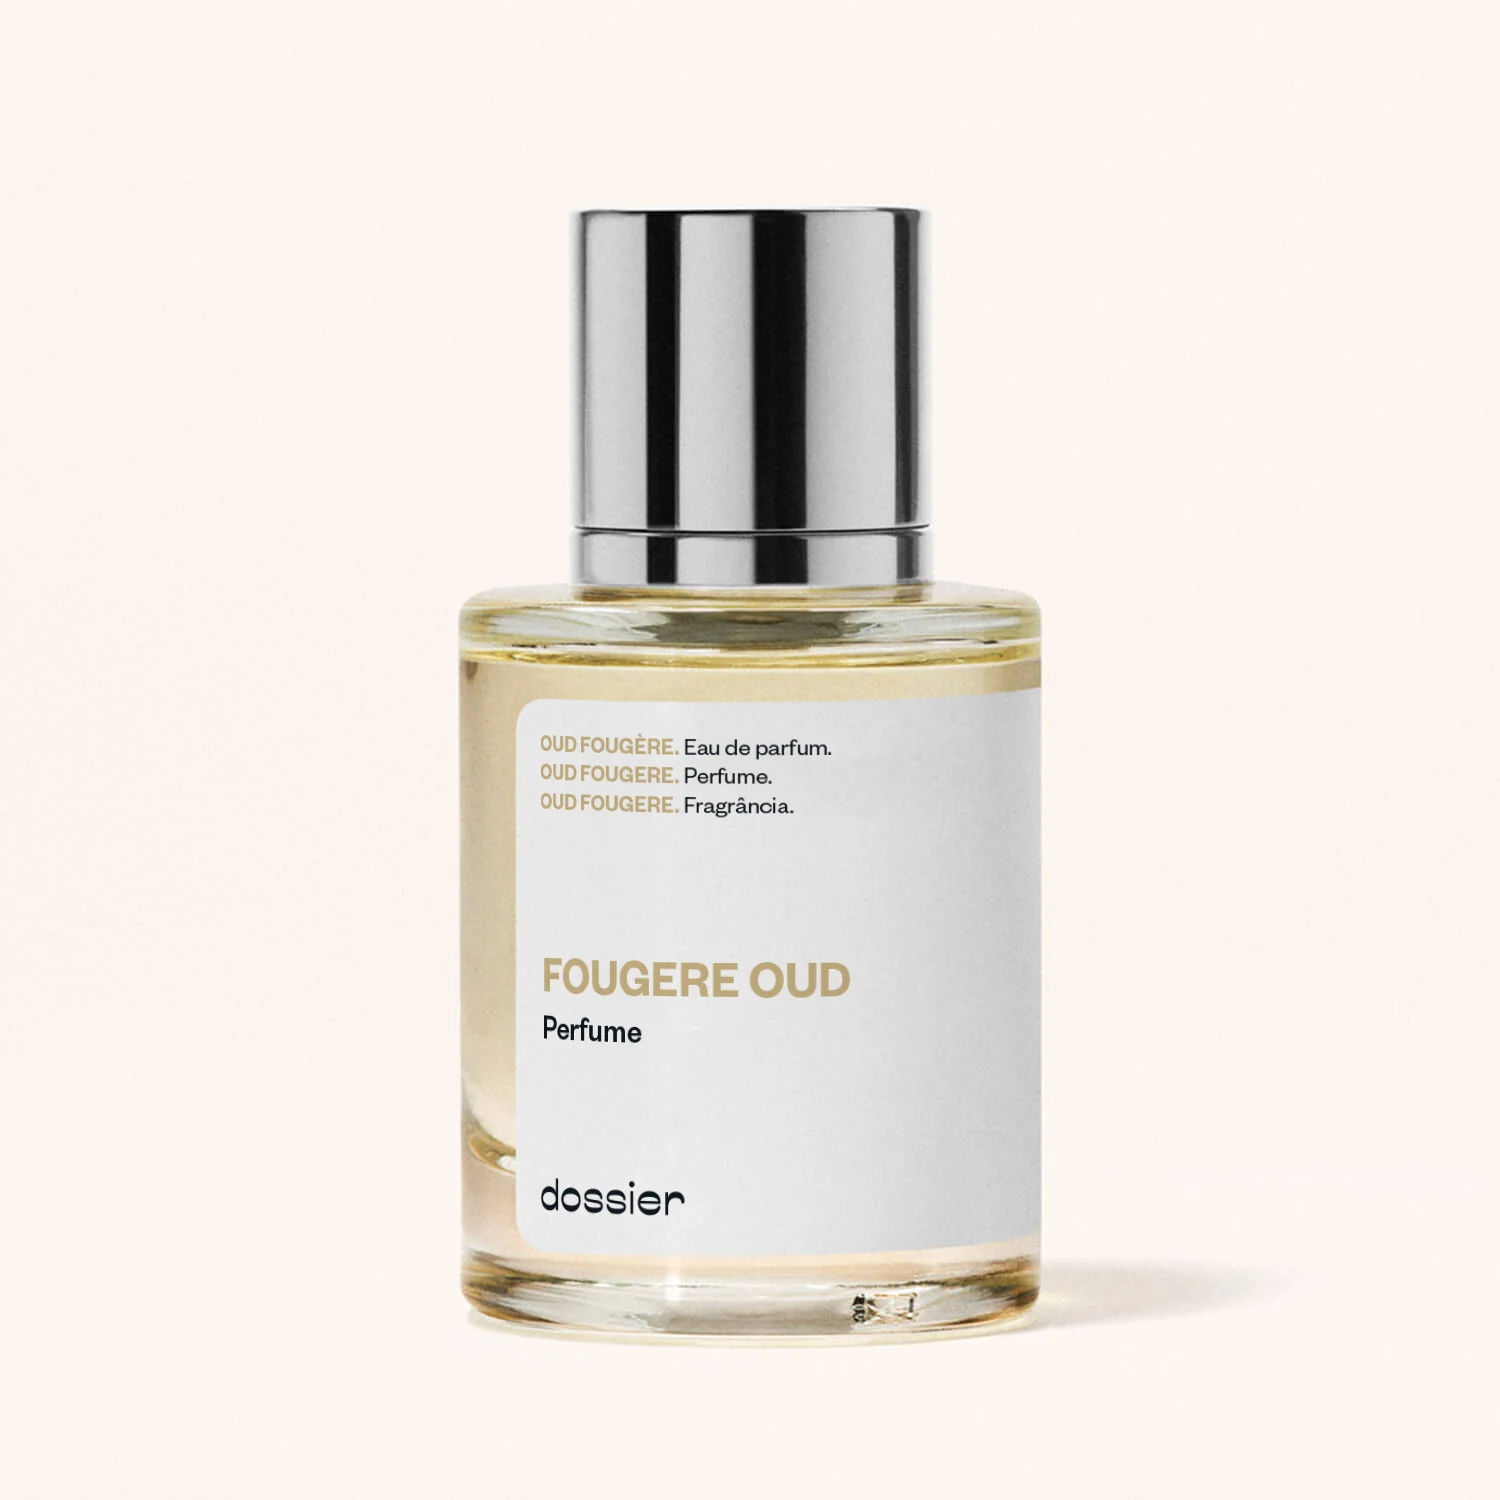 OUD FOUGÈRE. Eau de parfum.
OUD FOUGERE. Perfume.
OUD FOUGERE. Fragrância.
FOUGERE OUD
Perfume
dossier